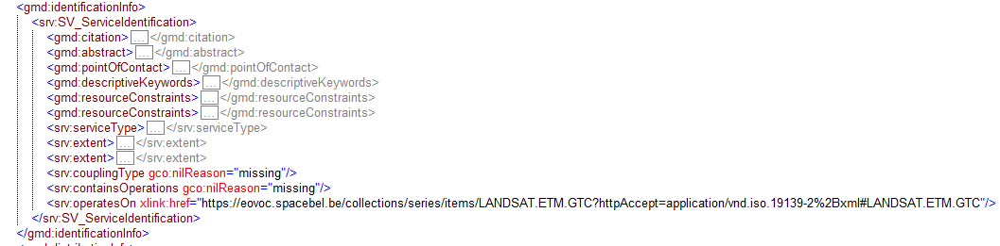 <gmd:identificationInfo>
<srv:SV_ServiceIdentification>
<gmd:citation>...</gmd:citation>
<gmd:abstract>...</gmd:abstract>
<gmd:pointOfContact>...</gmd:pointOfContact>
<gmd:descriptiveKeywords>...</gmd:descriptiveKeywords>
<gmd:resourceConstraints>...</gmd:resourceConstraints>
<gmd:resourceConstraints>...</gmd:resourceConstraints>
<srv:serviceType>...</srv:serviceType>
<srv:extent>...</srv:extent>
<srv:extent>...</srv:extent>
<srv:couplingType gco:nilReason="missing"/>
<srv:containsOperations gco:nilReason="missing"/>
<srv:operatesOn xlink:href="https://eovoc.spacebel.be/collections/series/items/LANDSAT.ETM.GTC?httpAccept=application/vnd.iso.19139-2%2Bxml#LANDSAT.ETM.GTC"/>
</srv:SV_ServiceIdentification>
</gmd:identificationInfo>